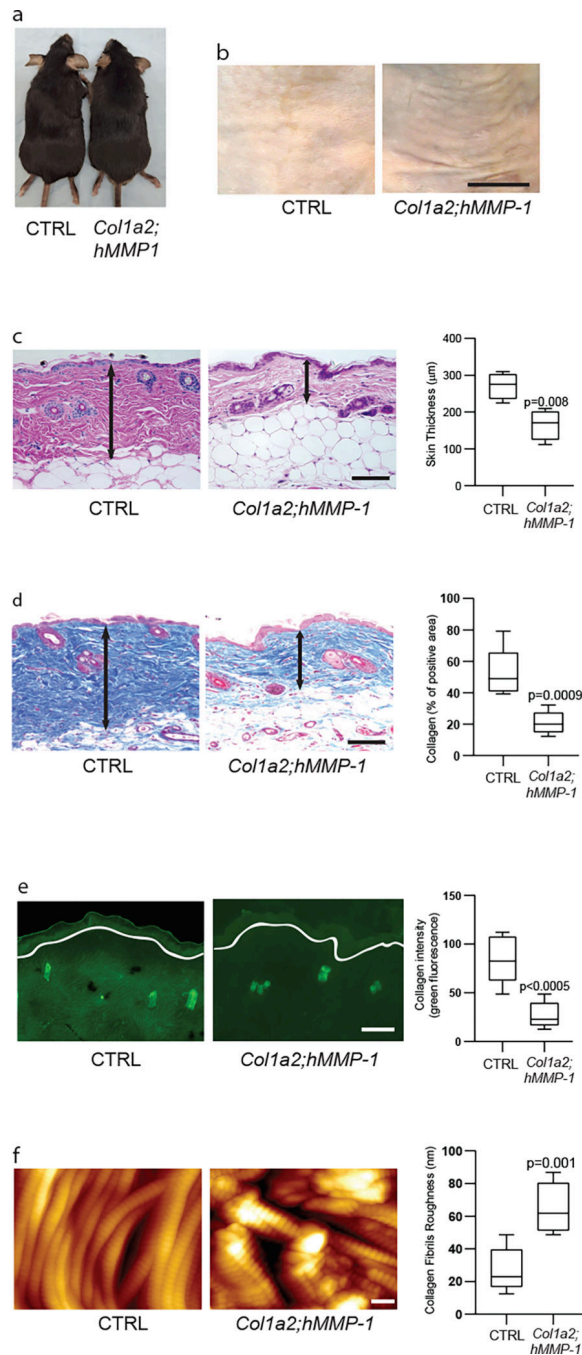 a
CTRL Col1a2;
hMMP1
b
CTRL Col1a2;hMMP-1
c
CTRL Col1a2;hMMP-1
Skin Thickness (µm)
400
300
200
100
0
p=0.008
CTRL Col1a2;
hMMP-1
d
CTRL Col1a2;hMMP-1
Collagen (% of positive area)
100
80
60
40
20
0
p=0.0009
CTRL Col1a2;
hMMP-1
e
CTRL Col1a2;hMMP-1
Collagen intensity
(green fluorescence)
150
100
50
0
p<0.0005
CTRL Col1a2;
hMMP-1
f
CTRL Col1a2;hMMP-1
Collagen Fibrils Roughness (nm)
100
80
60
40
20
0
p=0.001
CTRL Col1a2;
hMMP-1